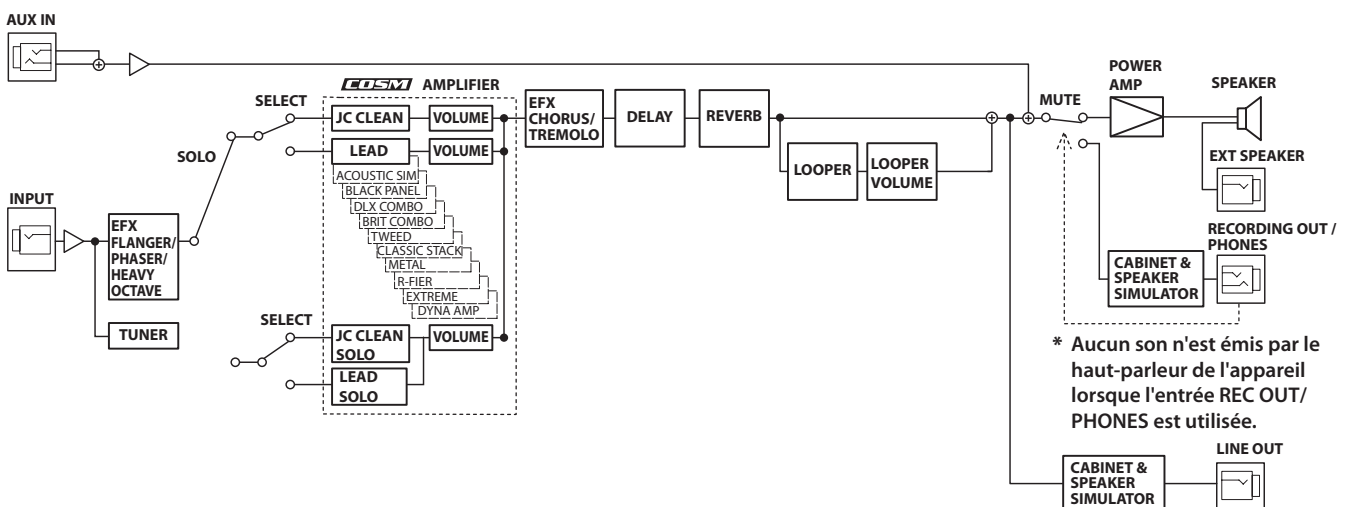 AUX IN
COSM AMPLIFIER
SELECT
JC CLEAN
VOLUME
LEAD
VOLUME
ACOUSTIC SIM
BLACK PANEL
DLX COMBO
BRIT COMBO
TWEED
CLASSIC STACK
METAL
R-FIER
EXTREME
DYNA AMP
SOLO
INPUT
EFX
FLANGER/
PHASER/
HEAVY
OCTAVE
TUNER
SELECT
JC CLEAN
SOLO
VOLUME
LEAD
SOLO
EFX
CHORUS/
TREMOLO
DELAY
REVERB
LOOPER
LOOPER
VOLUME
MUTE
POWER
AMP
SPEAKER
EXT SPEAKER
RECORDING OUT /
PHONES
CABINET &
SPEAKER
SIMULATOR
* Aucun son n'est émis par le
haut-parleur de l'appareil
lorsque l'entrée REC OUT/
PHONES est utilisée.
LINE OUT
CABINET &
SPEAKER
SIMULATOR